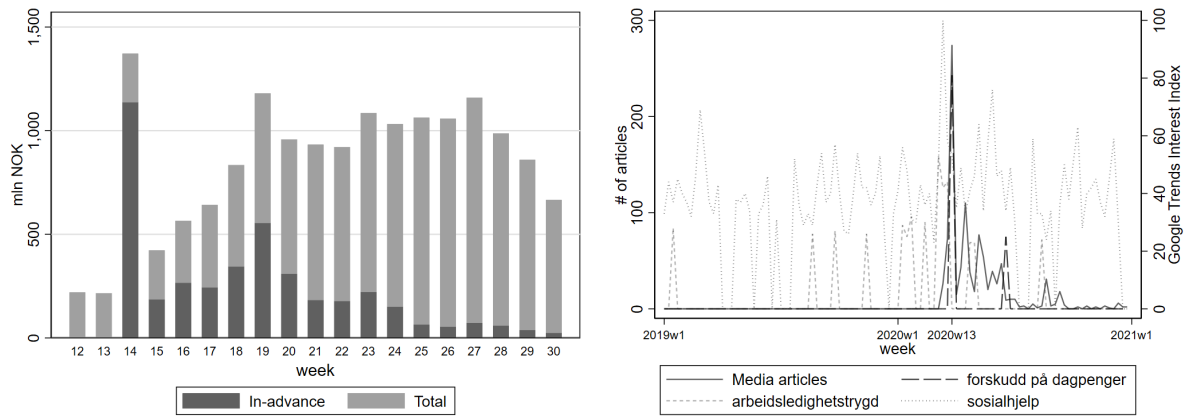 1,500
1,000
500
0
mln NOK
12 13 14 15 16 17 18 19 20 21 22 23 24 25 26 27 28 29 30
week
In-advance Total
300
200
100
0
# of articles
100
80
60
40
20
0
Google Trends Interest Index
2019w1 2020w1 2020w13 2021w1
week
Media articles forskudd på dagpenger
arbeidsledighetstrygd sosialhjelp